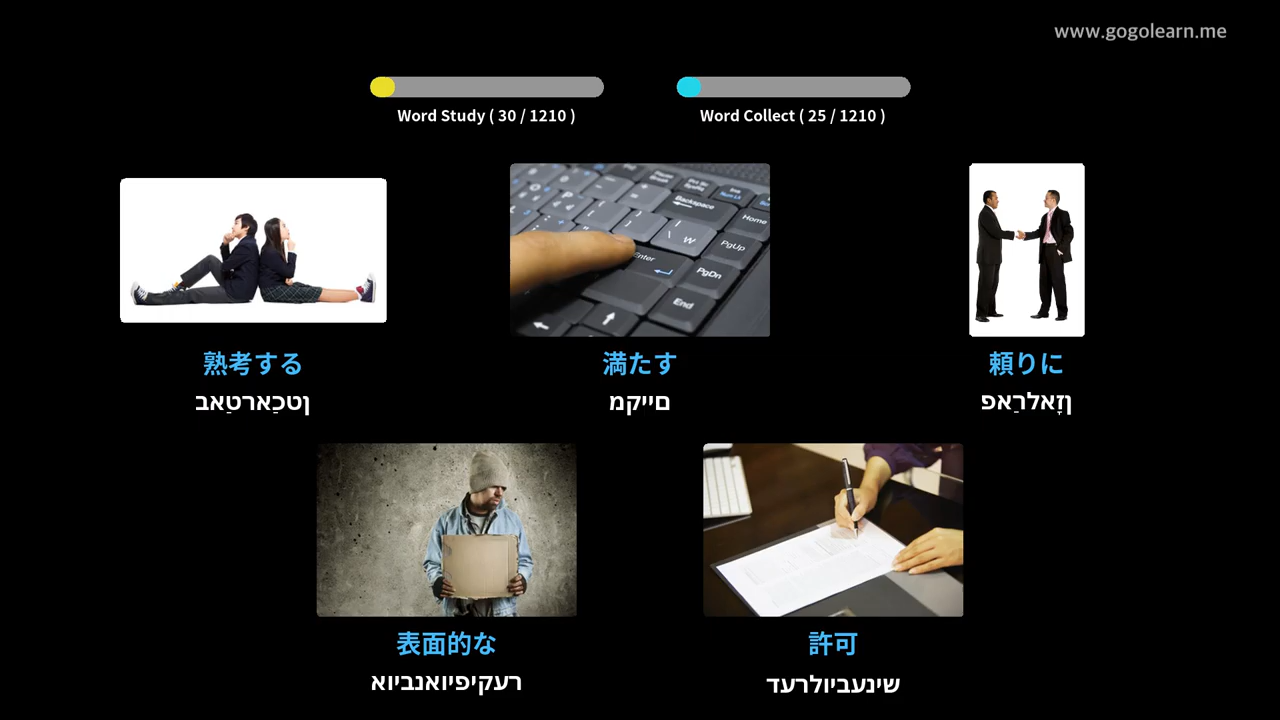 www.gogolearn.me
Word Study ( 30 / 1210 )
Word Collect ( 25 / 1210 )
熟考する
באַטראַכטן
満たす
מקיים
頼りに
פאַרלאָזן
表面的な
אויבנאויפיקער
許可
דערלויבעניש